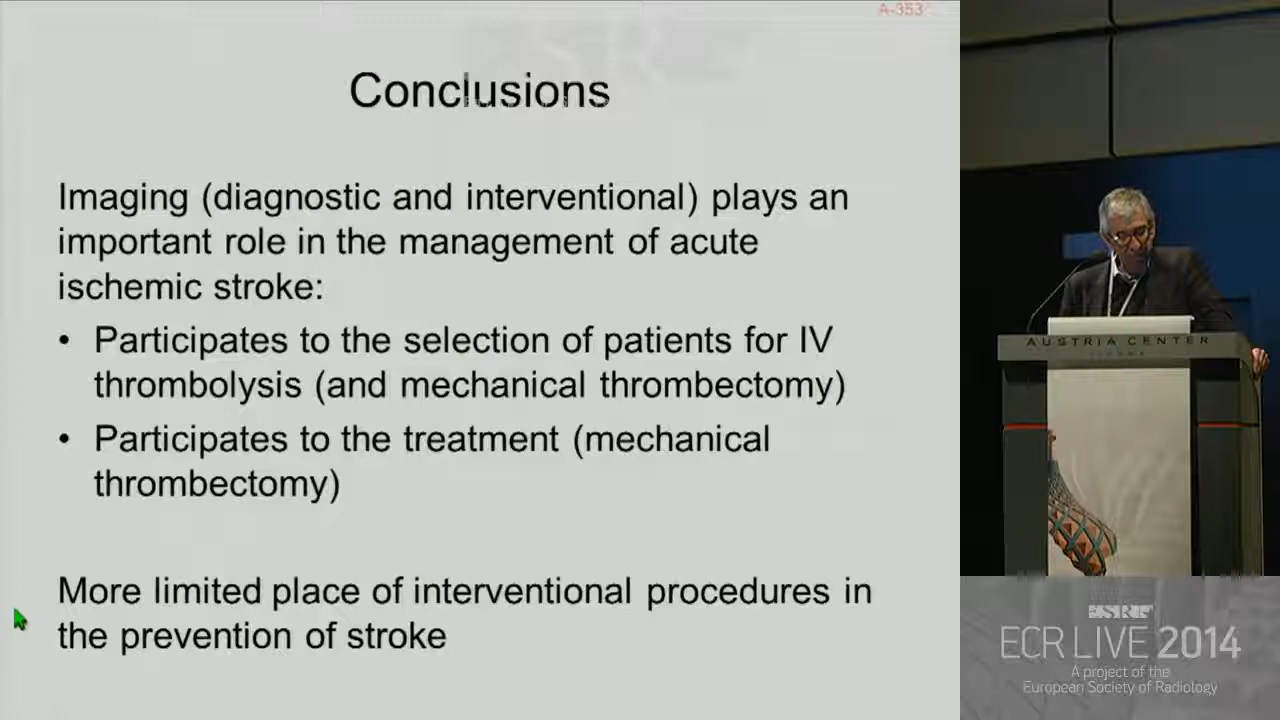 A-353
Conclusions
Imaging (diagnostic and interventional) plays an
important role in the management of acute
ischemic stroke:
• Participates to the selection of patients for IV
thrombolysis (and mechanical thrombectomy)
• Participates to the treatment (mechanical
thrombectomy)
More limited place of interventional procedures in
the prevention of stroke
AUSTRIA CENTER
ESR
ECR LIVE 2014
A project of the
European Society of Radiology